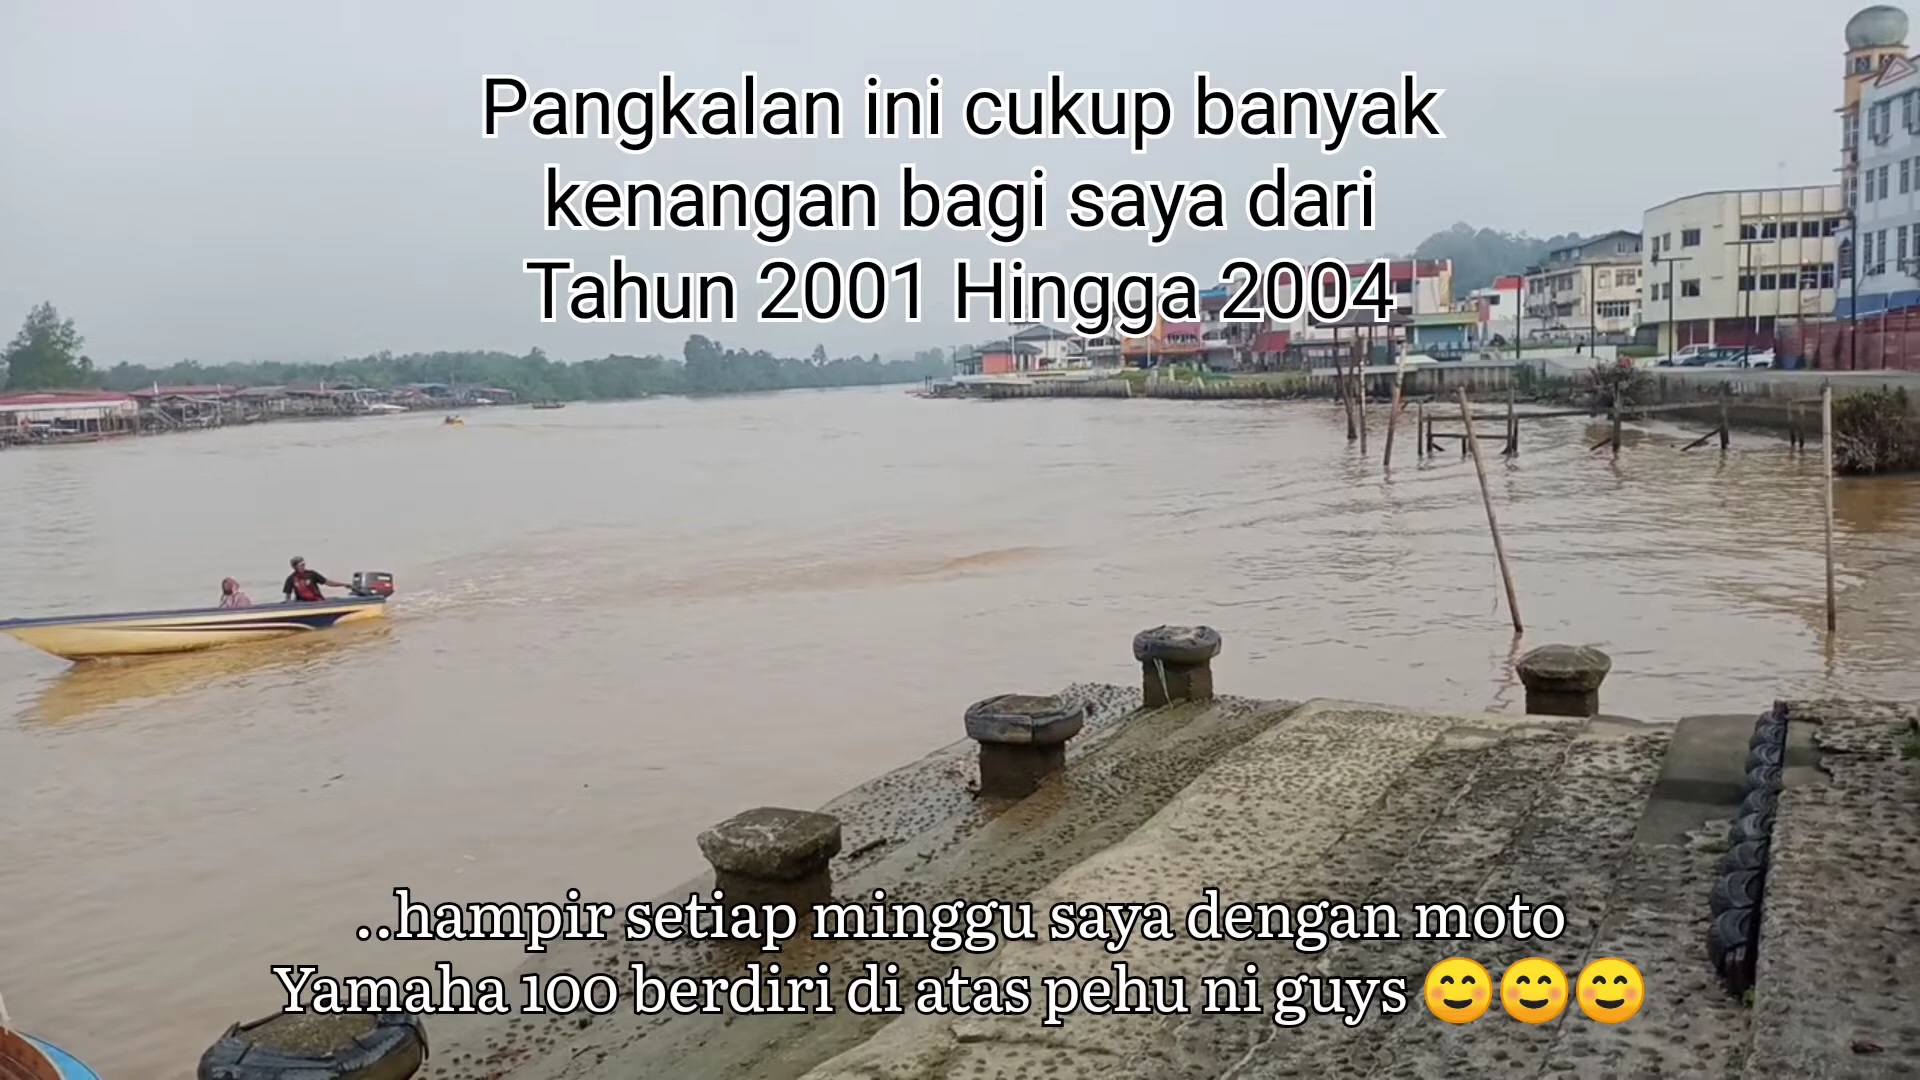 Pangkalan ini cukup banyak
kenangan bagi saya dari
Tahun 2001 Hingga 2004
..hampir setiap minggu saya dengan moto
Yamaha 100 berdiri di atas pehu ni guys 😊😊😊